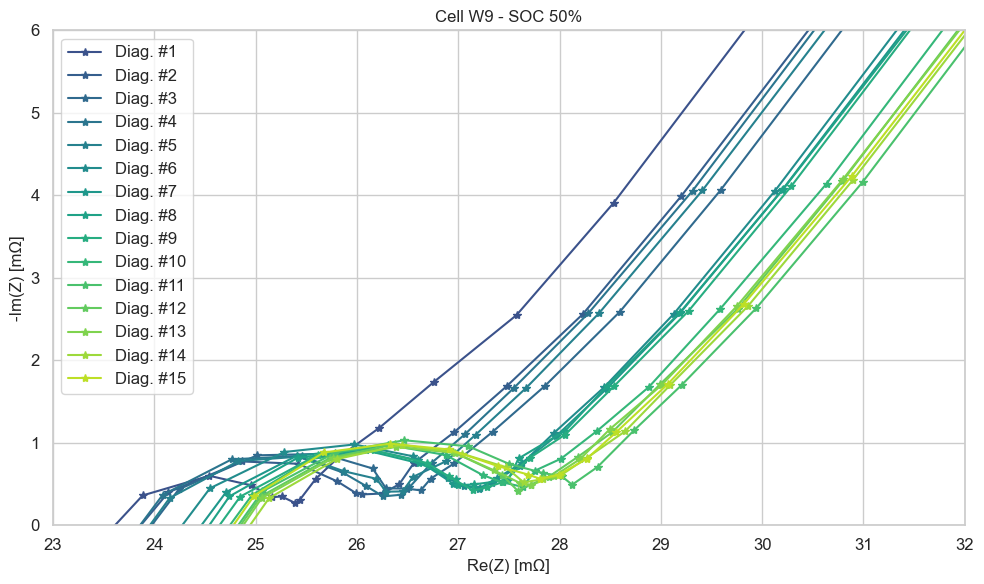 Cell W9 - SOC 50%
6
5
4
3
2
1
0
-Im(Z) [mΩ]
Diag. #1
Diag. #2
Diag. #3
Diag. #4
Diag. #5
Diag. #6
Diag. #7
Diag. #8
Diag. #9
Diag. #10
Diag. #11
Diag. #12
Diag. #13
Diag. #14
Diag. #15
23 24 25 26 27 28 29 30 31 32
Re(Z) [mΩ]